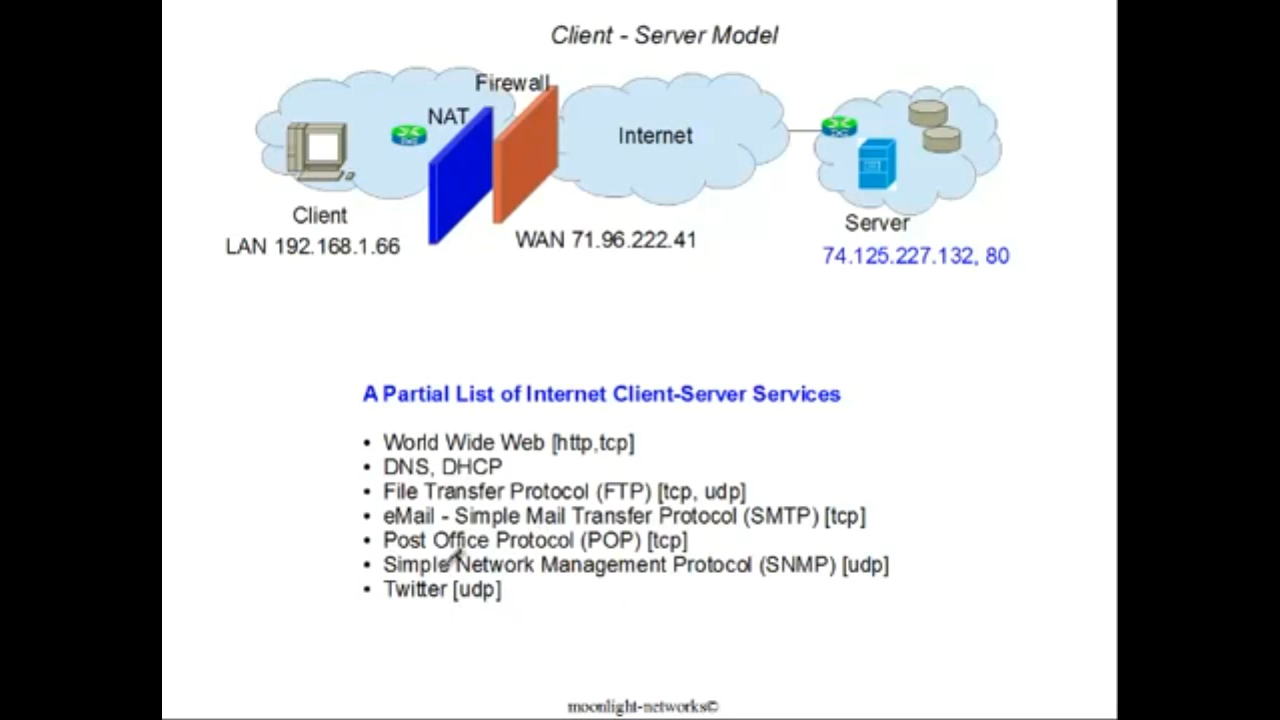 Client - Server Model
Firewall
NAT
Internet
Client
Server
LAN 192.168.1.66
WAN 71.96.222.41
74.125.227.132, 80
A Partial List of Internet Client-Server Services
• World Wide Web [http,tcp]
• DNS, DHCP
• File Transfer Protocol (FTP) [tcp, udp]
• eMail - Simple Mail Transfer Protocol (SMTP) [tcp]
• Post Office Protocol (POP) [tcp]
• Simple Network Management Protocol (SNMP) [udp]
• Twitter [udp]
moonlight-networks©